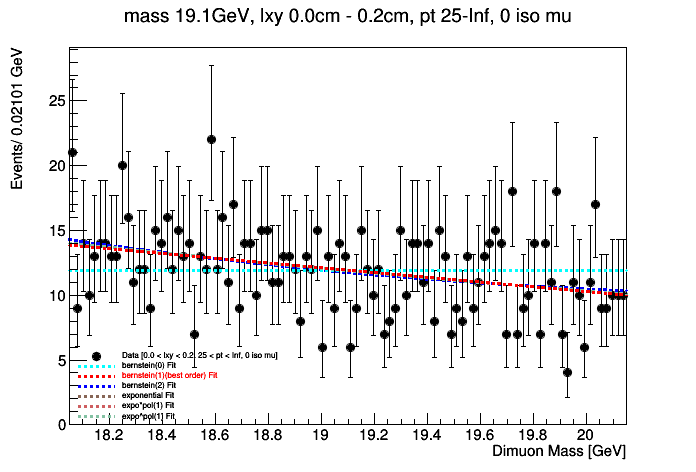 mass 19.1GeV, lxy 0.0cm - 0.2cm, pt 25-Inf, 0 iso mu
Events/ 0.02101 GeV
25
20
15
10
5
0
Data [0.0 < lxy < 0.2, 25 < pt < Inf, 0 iso mu]
bernstein(0) Fit
bernstein(1)(best order) Fit
bernstein(2) Fit
exponential Fit
expo*pol(1) Fit
expo^pol(1) Fit
18.2 18.4 18.6 18.8 19 19.2 19.4 19.6 19.8 20
Dimuon Mass [GeV]